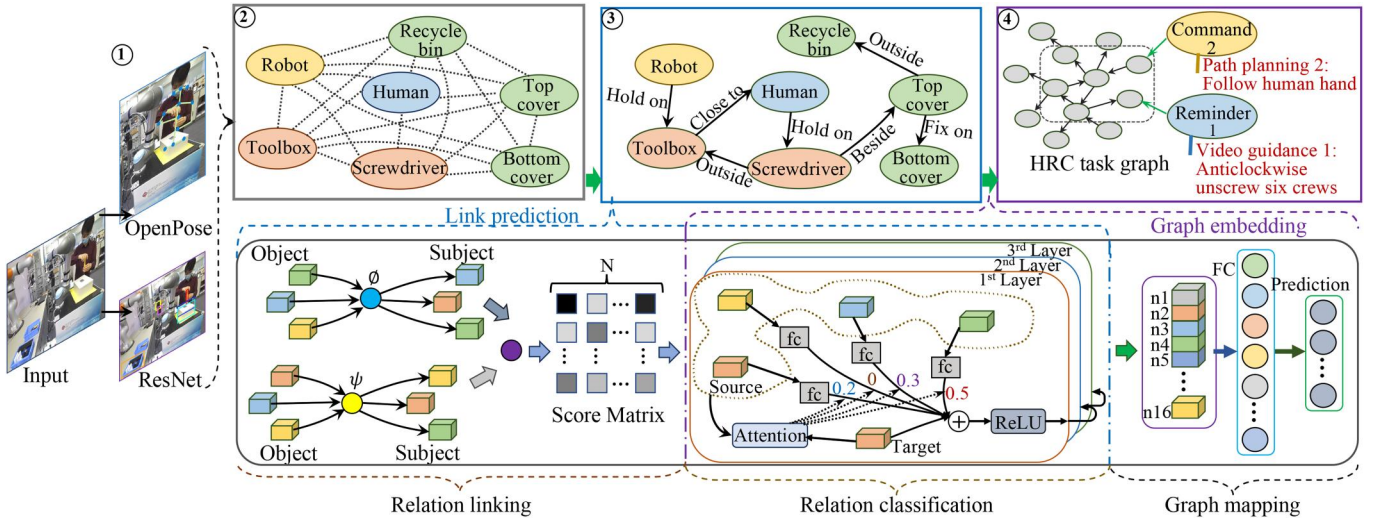 ①
Input
OpenPose
ResNet
②
Recycle
bin
Robot
Human
Top
cover
Toolbox
Screwdriver
Bottom
cover
③
Recycle
bin
Outside
Robot
Hold on
Close to
Human
Top
cover
Hold on
Fix on
Toolbox
Outside
Screwdriver
Beside
Bottom
cover
④
Command
2
Path planning 2:
Follow human hand
Reminder
1
HRC task graph
Video guidance 1:
Anticlockwise
unscrew six crews
Link prediction
Graph embedding
Object
Subject
ø
ψ
Object
Subject
N
Score Matrix
3rd Layer
2nd Layer
1st Layer
fc
fc
fc
fc
Source
0.2
0
0.3
0.5
Attention
Target
+
ReLU
FC
Prediction
n1
n2
n3
n4
n5
n16
Relation linking
Relation classification
Graph mapping